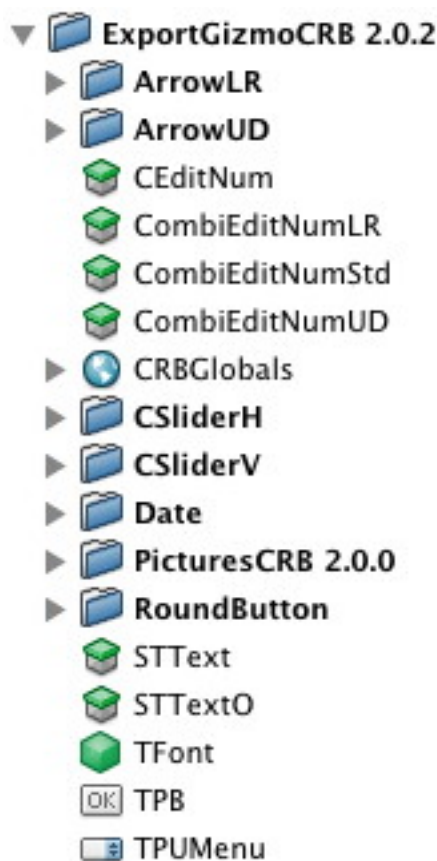 ExportGizmoCRB 2.0.2
ArrowLR
ArrowUD
CEditNum
CombiEditNumLR
CombiEditNumStd
CombiEditNumUD
CRBGlobals
CSliderH
CSliderV
Date
PicturesCRB 2.0.0
RoundButton
STText
STTextO
TFont
OK TPB
TPUMenu